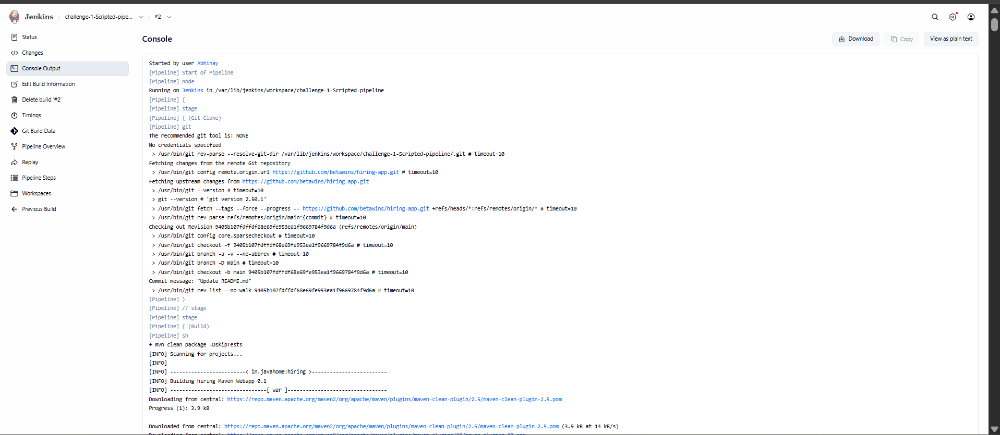 Jenkins / challenge-1-Scripted-pipe... / #2
Status
Changes
Console Output
Edit Build Information
Delete build '#2'
Timings
Git Build Data
Pipeline Overview
Replay
Pipeline Steps
Workspaces
Previous Build
Console
Download
Copy
View as plain text
Started by user Abhinay
[Pipeline] Start of Pipeline
[Pipeline] node
Running on Jenkins in /var/lib/jenkins/workspace/challenge-1-Scripted-pipeline
[Pipeline] {
[Pipeline] stage
[Pipeline] { (Git Clone)
[Pipeline] git
The recommended git tool is: NONE
No credentials specified
> /usr/bin/git rev-parse --resolve-git-dir /var/lib/jenkins/workspace/challenge-1-Scripted-pipeline/.git # timeout=10
Fetching changes from the remote Git repository
> /usr/bin/git config remote.origin.url https://github.com/betawins/hiring-app.git # timeout=10
Fetching upstream changes from https://github.com/betawins/hiring-app.git
> /usr/bin/git --version # timeout=10
> git --version # 'git version 2.50.1'
> /usr/bin/git fetch --tags --force --progress -- https://github.com/betawins/hiring-app.git +refs/heads/*:refs/remotes/origin/* # timeout=10
> /usr/bin/git rev-parse refs/remotes/origin/main^{commit} # timeout=10
Checking out Revision 9405b107fdffdf68e69fe953ea1f9669784f9d6a (refs/remotes/origin/main)
> /usr/bin/git config core.sparsecheckout # timeout=10
> /usr/bin/git checkout -f 9405b107fdffdf68e69fe953ea1f9669784f9d6a # timeout=10
> /usr/bin/git branch -a -v --no-abbrev # timeout=10
> /usr/bin/git branch -D main # timeout=10
> /usr/bin/git checkout -b main 9405b107fdffdf68e69fe953ea1f9669784f9d6a # timeout=10
Commit message: "Update README.md"
> /usr/bin/git rev-list --no-walk 9405b107fdffdf68e69fe953ea1f9669784f9d6a # timeout=10
[Pipeline] }
[Pipeline] // stage
[Pipeline] stage
[Pipeline] { (Build)
[Pipeline] sh
+ mvn clean package -DskipTests
[INFO] Scanning for projects...
[INFO]
[INFO] -------------------------< in.javahome:hiring >-------------------------
[INFO] Building hiring Maven Webapp 0.1
[INFO] --------------------------------[ war ]---------------------------------
Downloading from central: https://repo.maven.apache.org/maven2/org/apache/maven/plugins/maven-clean-plugin/2.5/maven-clean-plugin-2.5.pom
Progress (1): 3.9 kB
Downloaded from central: https://repo.maven.apache.org/maven2/org/apache/maven/plugins/maven-clean-plugin/2.5/maven-clean-plugin-2.5.pom (3.9 kB at 14 kB/s)